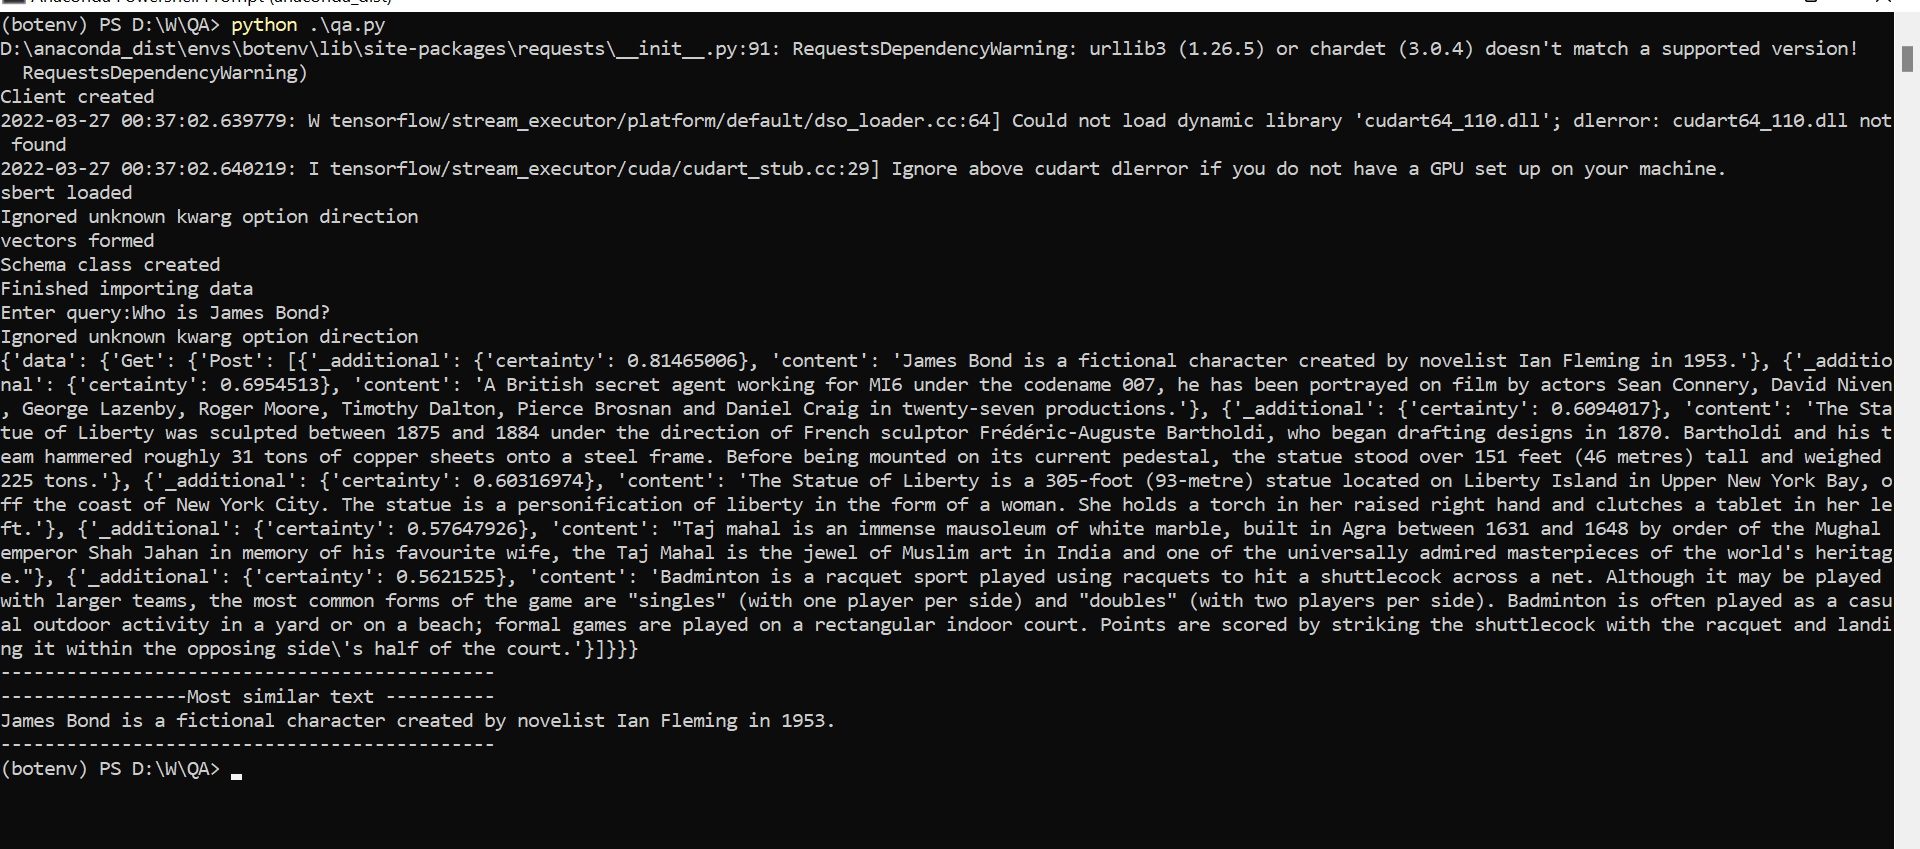 Anaconda Powershell Prompt (anaconda_dist)
(botenv) PS D:\W\QA> python .\qa.py
D:\anaconda_dist\envs\botenv\lib\site-packages\requests\__init__.py:91: RequestsDependencyWarning: urllib3 (1.26.5) or chardet (3.0.4) doesn't match a supported version!
  RequestsDependencyWarning)
Client created
2022-03-27 00:37:02.639779: W tensorflow/stream_executor/platform/default/dso_loader.cc:64] Could not load dynamic library 'cudart64_110.dll'; dlerror: cudart64_110.dll not
 found
2022-03-27 00:37:02.640219: I tensorflow/stream_executor/cuda/cudart_stub.cc:29] Ignore above cudart dlerror if you do not have a GPU set up on your machine.
sbert loaded
Ignored unknown kwarg option direction
vectors formed
Schema class created
Finished importing data
Enter query:Who is James Bond?
Ignored unknown kwarg option direction
{'data': {'Get': {'Post': [{'_additional': {'certainty': 0.81465006}, 'content': 'James Bond is a fictional character created by novelist Ian Fleming in 1953.'}, {'_additio
nal': {'certainty': 0.6954513}, 'content': 'A British secret agent working for MI6 under the codename 007, he has been portrayed on film by actors Sean Connery, David Niven
, George Lazenby, Roger Moore, Timothy Dalton, Pierce Brosnan and Daniel Craig in twenty-seven productions.'}, {'_additional': {'certainty': 0.6094017}, 'content': 'The Sta
tue of Liberty was sculpted between 1875 and 1884 under the direction of French sculptor Frédéric-Auguste Bartholdi, who began drafting designs in 1870. Bartholdi and his t
eam hammered roughly 31 tons of copper sheets onto a steel frame. Before being mounted on its current pedestal, the statue stood over 151 feet (46 metres) tall and weighed
225 tons.'}, {'_additional': {'certainty': 0.60316974}, 'content': 'The Statue of Liberty is a 305-foot (93-metre) statue located on Liberty Island in Upper New York Bay, o
ff the coast of New York City. The statue is a personification of liberty in the form of a woman. She holds a torch in her raised right hand and clutches a tablet in her le
ft.'}, {'_additional': {'certainty': 0.57647926}, 'content': "Taj mahal is an immense mausoleum of white marble, built in Agra between 1631 and 1648 by order of the Mughal
emperor Shah Jahan in memory of his favourite wife, the Taj Mahal is the jewel of Muslim art in India and one of the universally admired masterpieces of the world's heritag
e."}, {'_additional': {'certainty': 0.5621525}, 'content': 'Badminton is a racquet sport played using racquets to hit a shuttlecock across a net. Although it may be played
with larger teams, the most common forms of the game are "singles" (with one player per side) and "doubles" (with two players per side). Badminton is often played as a casu
al outdoor activity in a yard or on a beach; formal games are played on a rectangular indoor court. Points are scored by striking the shuttlecock with the racquet and landi
ng it within the opposing side\'s half of the court.'}]}}}
---------------------------------------------
-----------------Most similar text ----------
James Bond is a fictional character created by novelist Ian Fleming in 1953.
---------------------------------------------
(botenv) PS D:\W\QA>